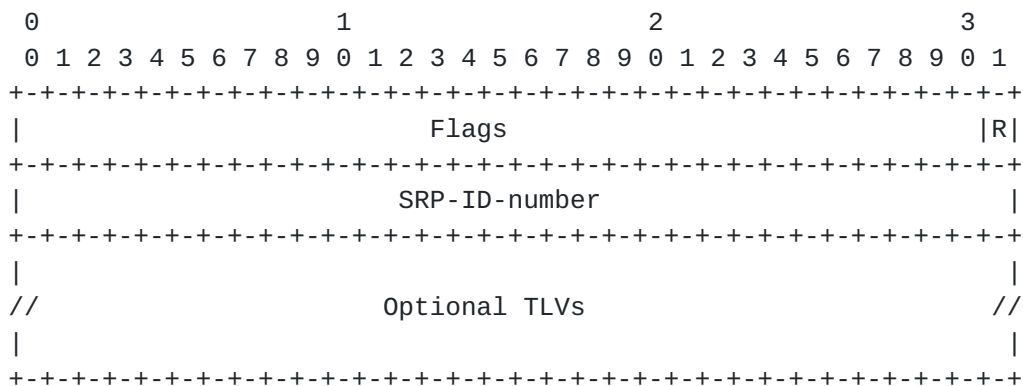 0                   1                   2                   3
 0 1 2 3 4 5 6 7 8 9 0 1 2 3 4 5 6 7 8 9 0 1 2 3 4 5 6 7 8 9 0 1
+-+-+-+-+-+-+-+-+-+-+-+-+-+-+-+-+-+-+-+-+-+-+-+-+-+-+-+-+-+-+-+-+
|                          Flags                              |R|
+-+-+-+-+-+-+-+-+-+-+-+-+-+-+-+-+-+-+-+-+-+-+-+-+-+-+-+-+-+-+-+-+
|                        SRP-ID-number                          |
+-+-+-+-+-+-+-+-+-+-+-+-+-+-+-+-+-+-+-+-+-+-+-+-+-+-+-+-+-+-+-+-+
|                                                               |
//                      Optional TLVs                          //
|                                                               |
+-+-+-+-+-+-+-+-+-+-+-+-+-+-+-+-+-+-+-+-+-+-+-+-+-+-+-+-+-+-+-+-+